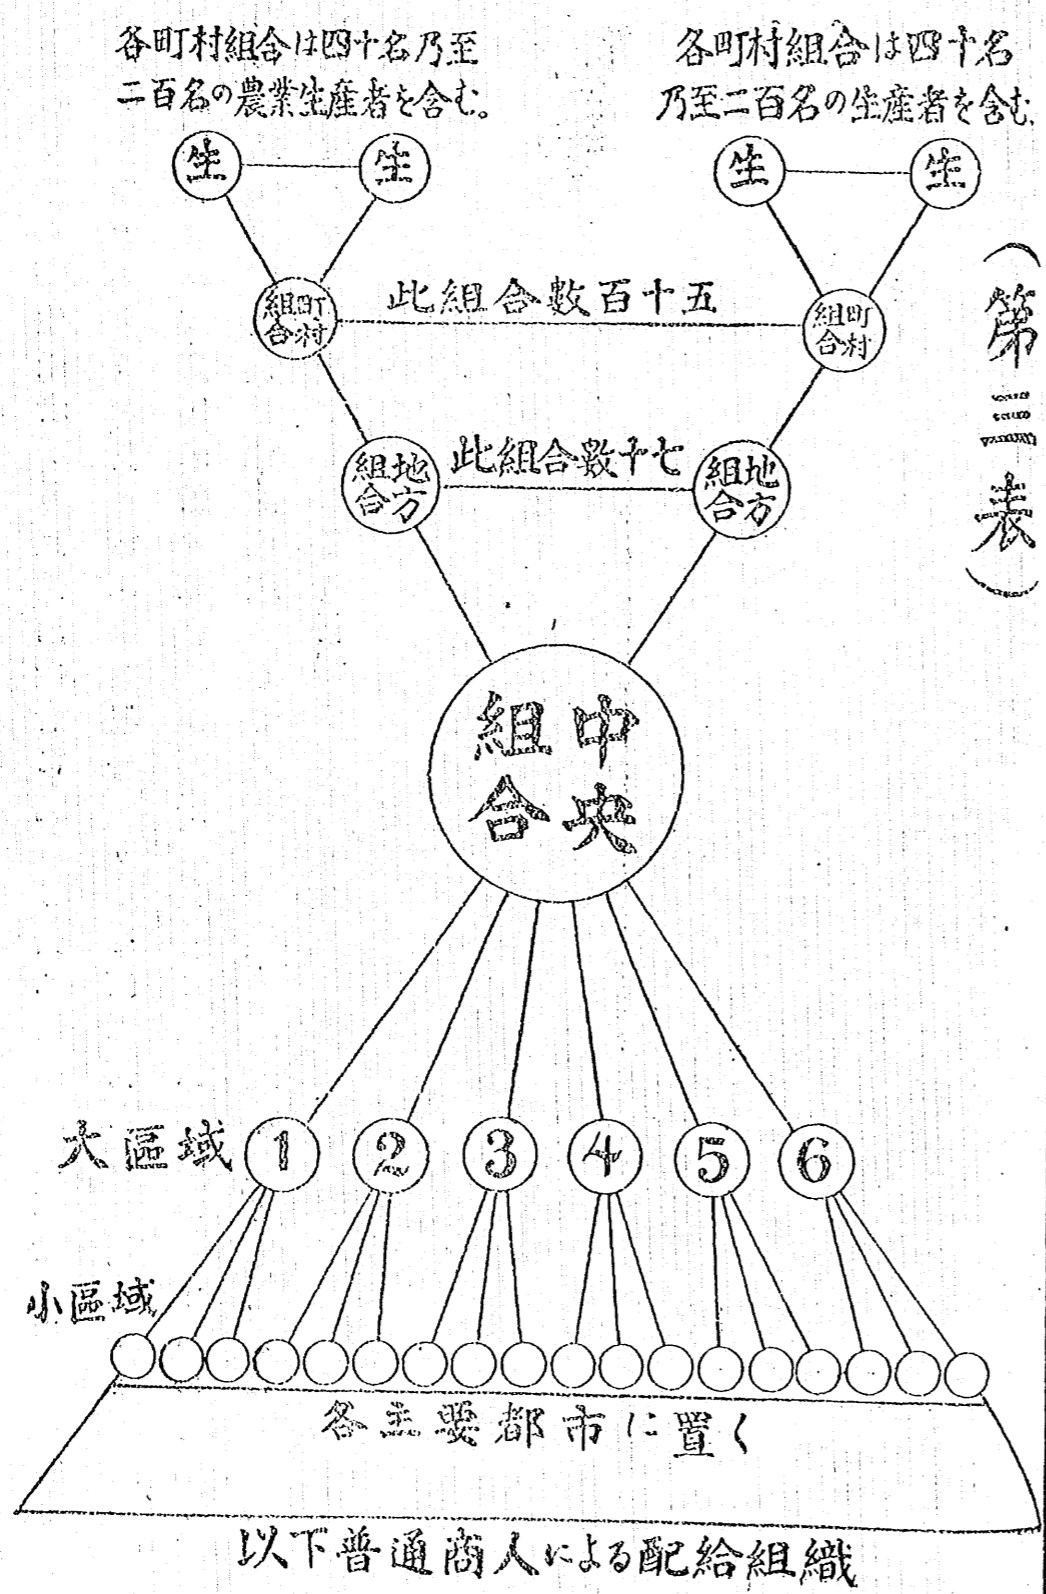 (第三表)
各町村組合は四十名
乃至二百名の生産者を含む.
各町村組合は四十名乃至
二百名の農業生産者を含む。
生
生
生
生
町村
組合
此組合數百十五
町村
組合
地方
組合
此組合數十七
地方
組合
中央
組合
大區域
1
2
3
4
5
6
小區域
各主要都市に置く
以下普通商人による配給組織